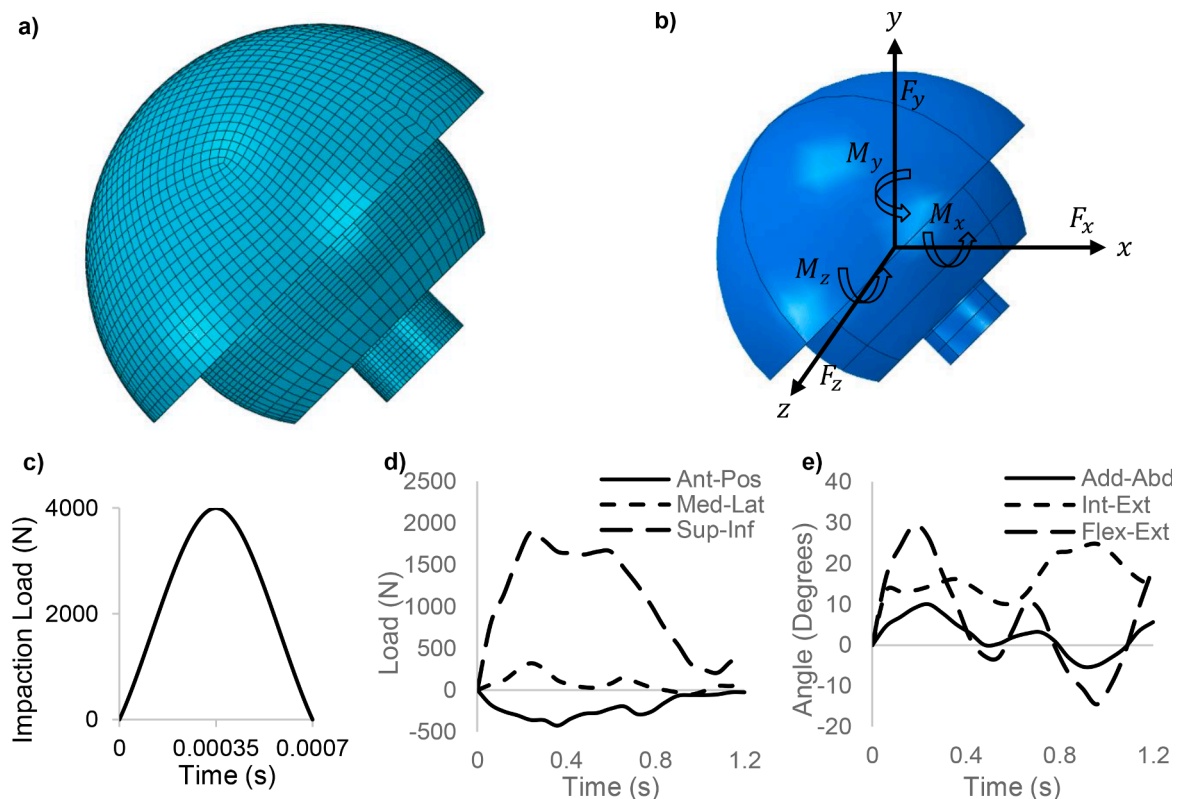 a)
b)
y
F_y
M_y
M_x
F_x
x
M_z
F_z
z
c)
Impaction Load (N)
4000
2000
0
0
0.00035
0.0007
Time (s)
d)
Load (N)
2500
2000
1500
1000
500
0
-500
0
0.4
0.8
1.2
Time (s)
Ant-Pos
Med-Lat
Sup-Inf
e)
Angle (Degrees)
40
30
20
10
0
-10
-20
0
0.4
0.8
1.2
Time (s)
Add-Abd
Int-Ext
Flex-Ext